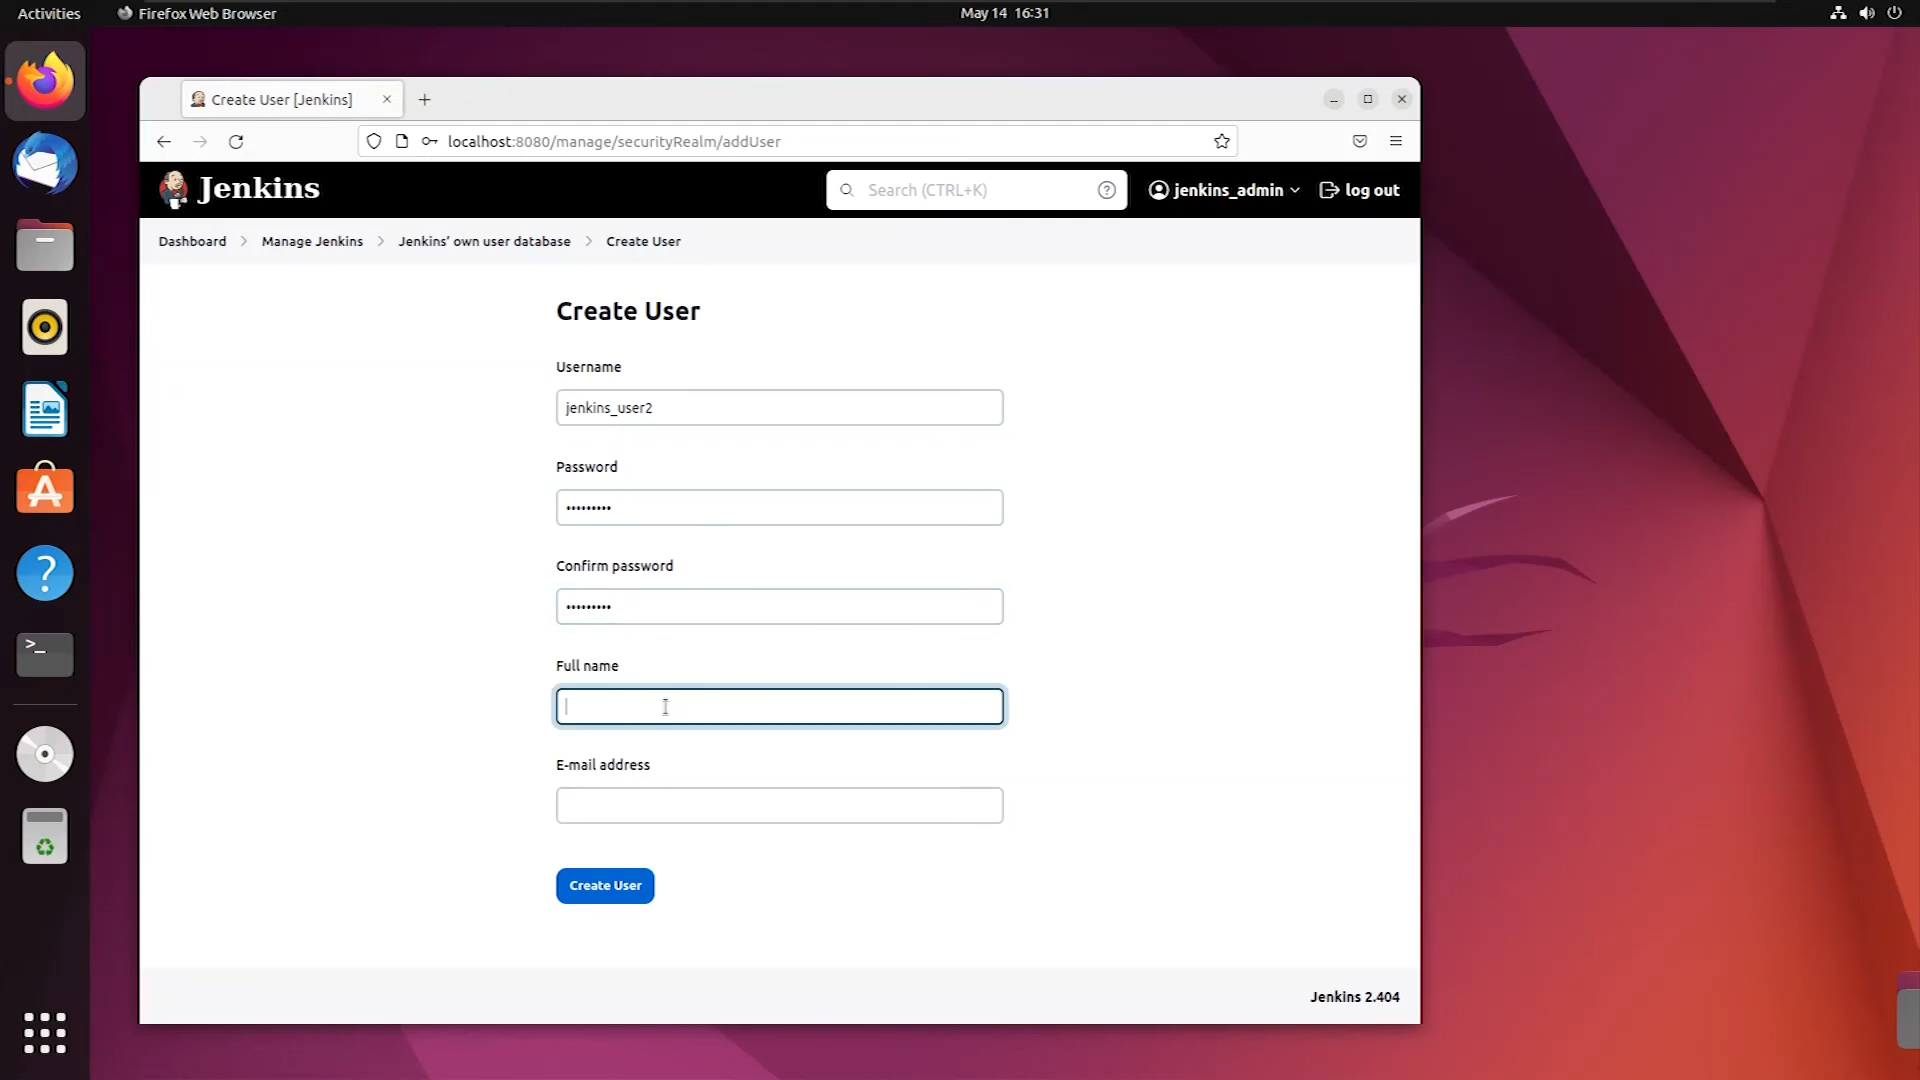 Activities Firefox Web Browser May 14 16:31
Create User [Jenkins]
localhost:8080/manage/securityRealm/addUser
Jenkins Search (CTRL+K) jenkins_admin log out
Dashboard Manage Jenkins Jenkins' own user database Create User
Create User
Username
jenkins_user2
Password
•••••••••
Confirm password
•••••••••
Full name
E-mail address
Create User
Jenkins 2.404